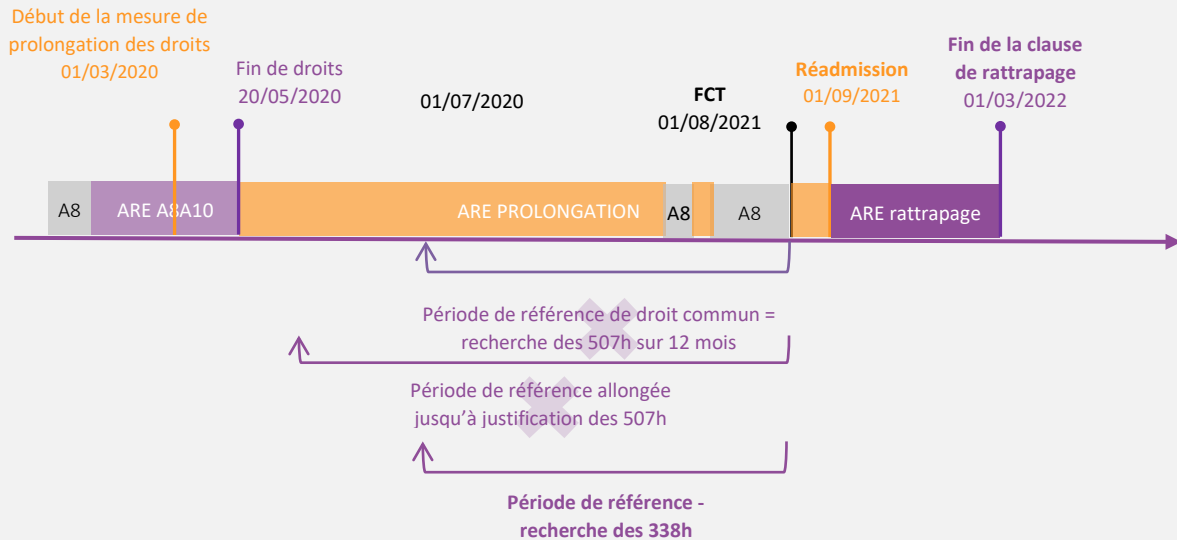 Début de la mesure de
prolongation des droits
01/03/2020
Fin de droits
20/05/2020
01/07/2020
FCT
01/08/2021
Réadmission
01/09/2021
Fin de la clause
de rattrapage
01/03/2022
A8
ARE A8A10
ARE PROLONGATION
A8
A8
ARE rattrapage
Période de référence de droit commun =
recherche des 507h sur 12 mois
Période de référence allongée
jusqu'à justification des 507h
Période de référence -
recherche des 338h